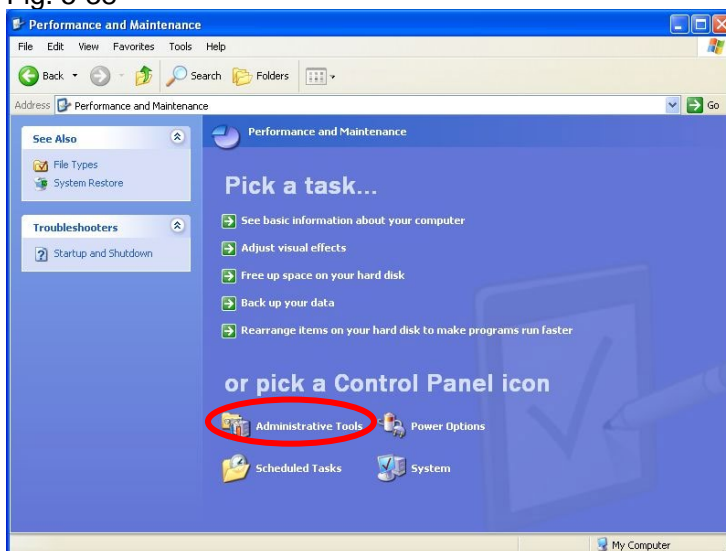 Performance and Maintenance
File Edit View Favorites Tools Help
Back Search Folders
Address Performance and Maintenance Go
See Also
File Types
System Restore
Troubleshooters
Startup and Shutdown
Performance and Maintenance
Pick a task...
See basic information about your computer
Adjust visual effects
Free up space on your hard disk
Back up your data
Rearrange items on your hard disk to make programs run faster
or pick a Control Panel icon
Administrative Tools Power Options
Scheduled Tasks System
My Computer